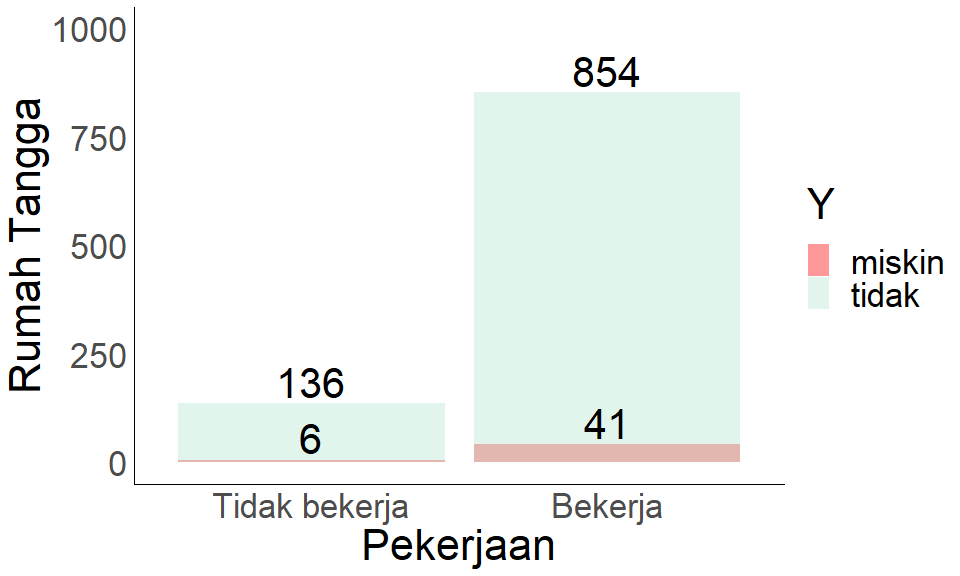 Rumah Tangga
1000
750
500
250
0
854
136
6
41
Tidak bekerja
Bekerja
Pekerjaan
Y
miskin
tidak